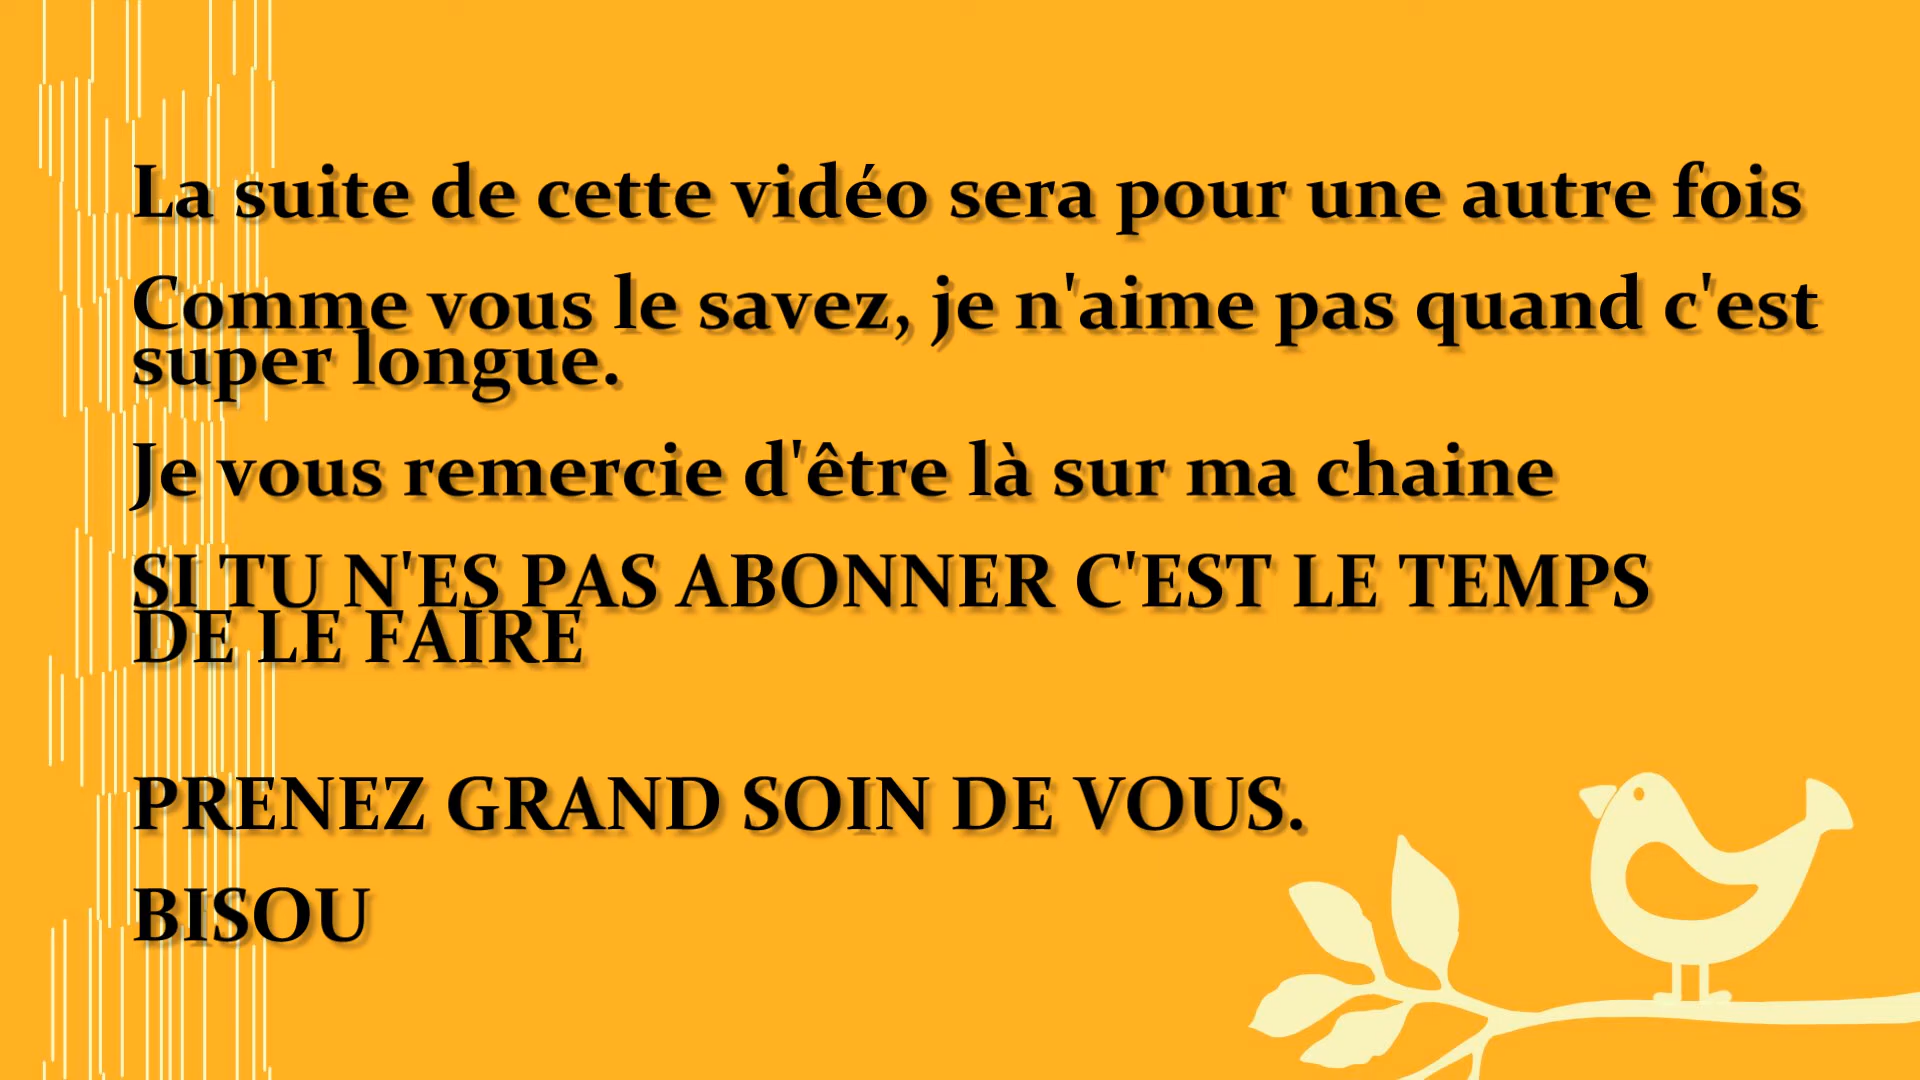 La suite de cette vidéo sera pour une autre fois
Comme vous le savez, je n'aime pas quand c'est
super longue.
Je vous remercie d'être là sur ma chaine
SI TU N'ES PAS ABONNER C'EST LE TEMPS
DE LE FAIRE
PRENEZ GRAND SOIN DE VOUS.
BISOU